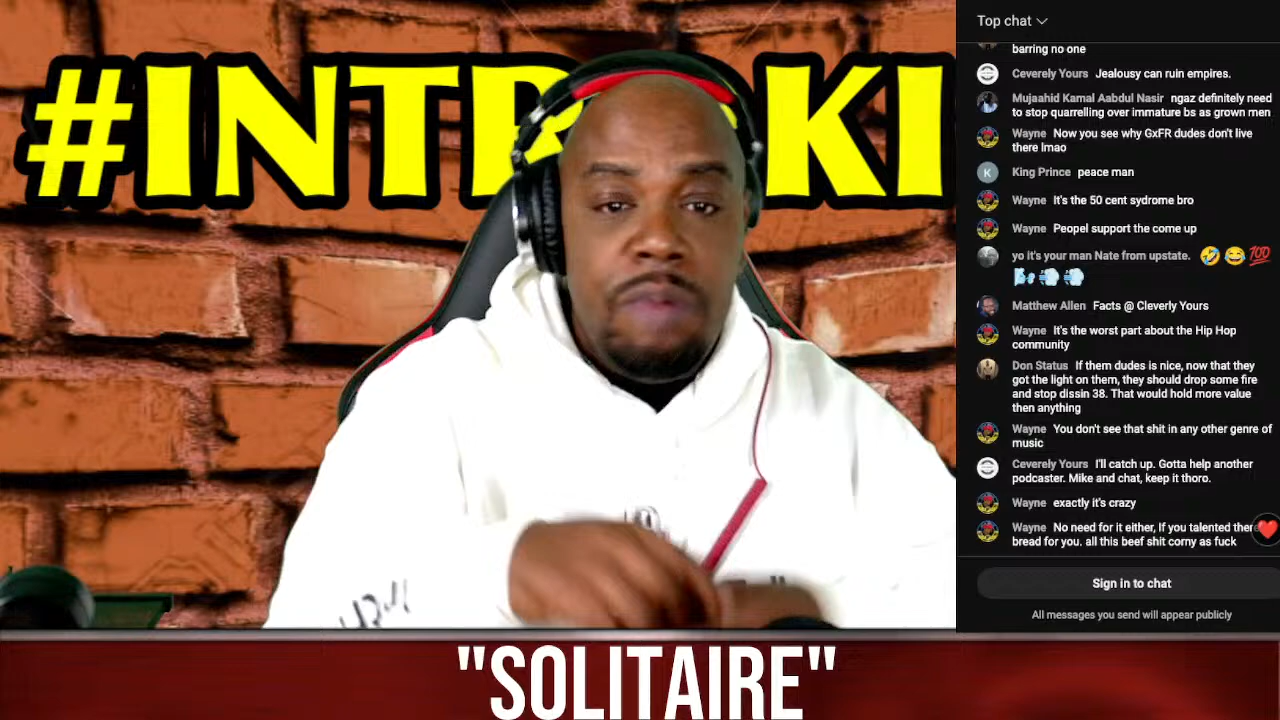 #INTR KI
Top chat
barring no one
Ceverely Yours Jealousy can ruin empires.
Mujaahid Kamal Aabdul Nasir ngaz definitely need
to stop quarrelling over immature bs as grown men
Wayne Now you see why GxFR dudes don't live
there lmao
King Prince peace man
Wayne It's the 50 cent sydrome bro
Wayne Peopel support the come up
yo it's your man Nate from upstate. 🤣😂💯
🌬💨💨
Matthew Allen Facts @ Cleverly Yours
Wayne It's the worst part about the Hip Hop
community
Don Status If them dudes is nice, now that they
got the light on them, they should drop some fire
and stop dissin 38. That would hold more value
then anything
Wayne You don't see that shit in any other genre of
music
Ceverely Yours I'll catch up. Gotta help another
podcaster. Mike and chat, keep it thoro.
Wayne exactly it's crazy
Wayne No need for it either, If you talented there
bread for you. all this beef shit corny as fuck
Sign in to chat
All messages you send will appear publicly
"SOLITAIRE"